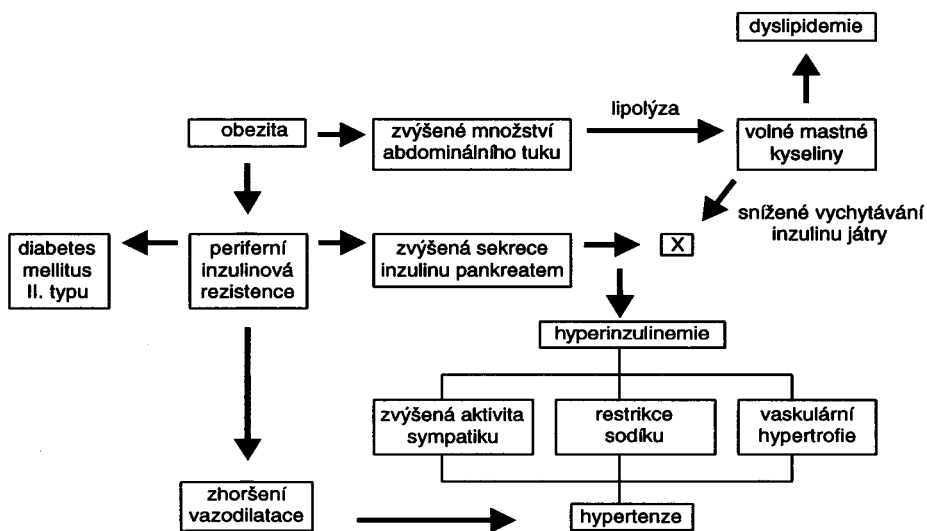 dyslipidemie
lipolýza
obezita
zvýšené množství
abdominálního tuku
volné mastné
kyseliny
snížené vychytávání
inzulinu játry
diabetes
mellitus
II. typu
periferní
inzulinová
rezistence
zvýšená sekrece
inzulinu pankreatem
X
hyperinzulinemie
zvýšená aktivita
sympatiku
restrikce
sodíku
vaskulární
hypertrofie
zhoršení
vazodilatace
hypertenze